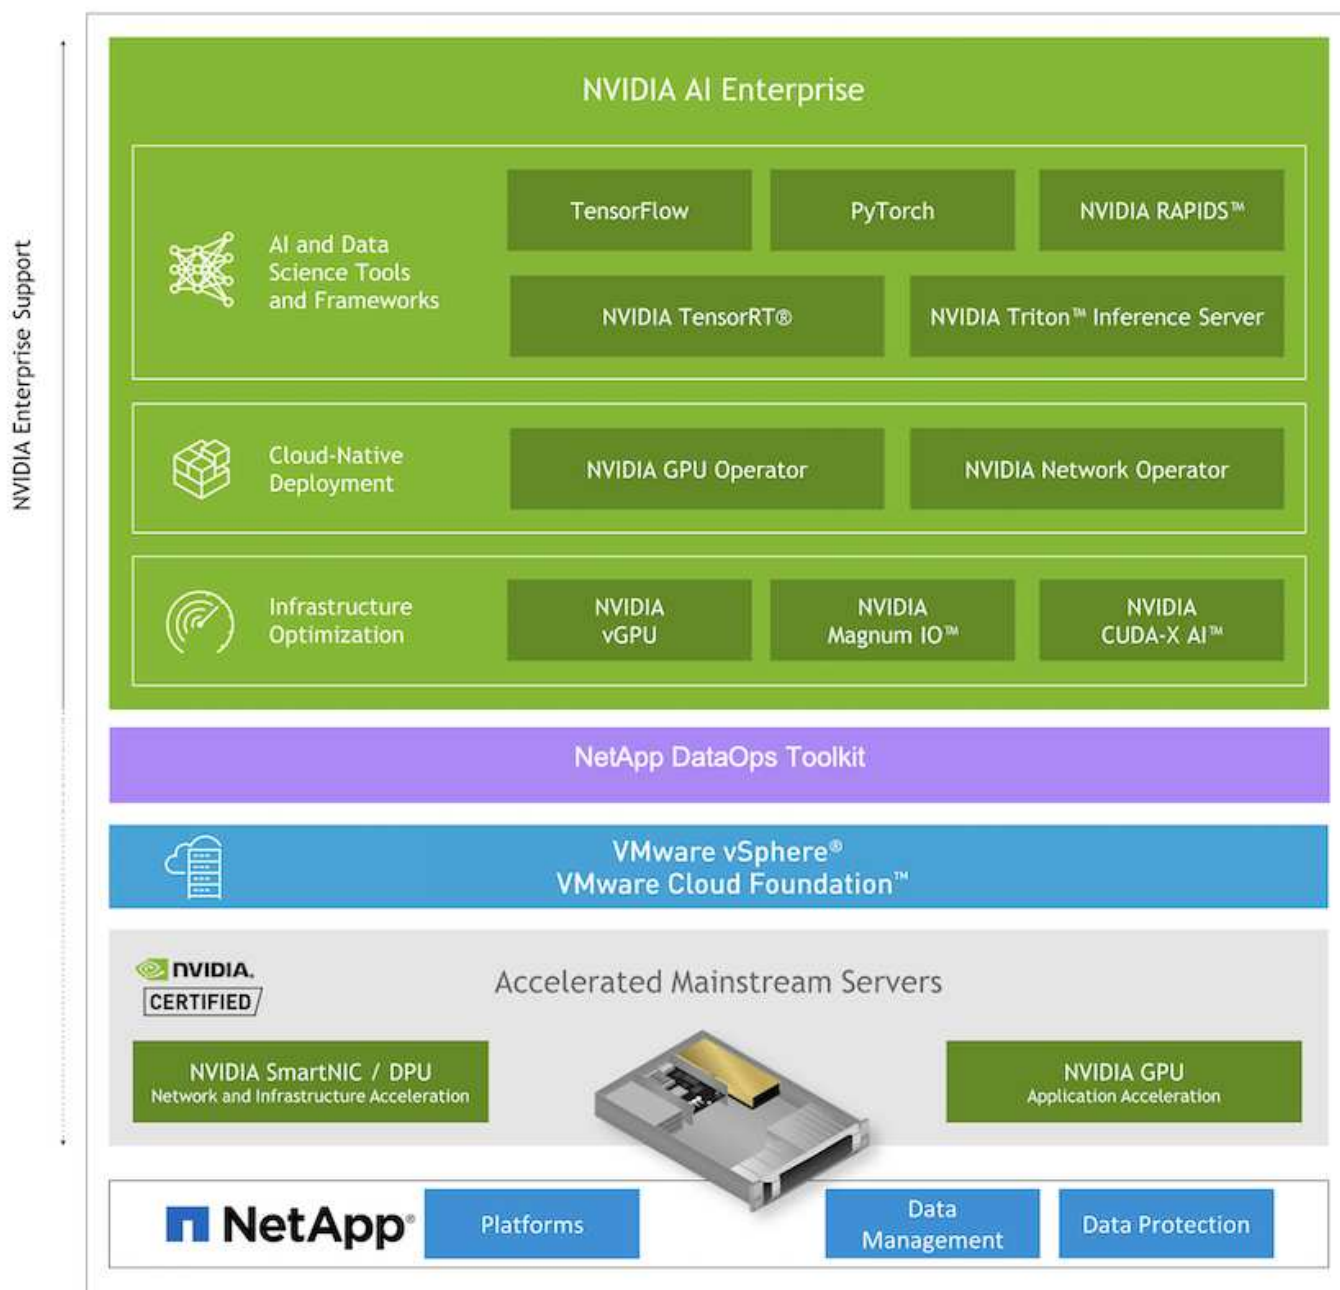 NVIDIA Enterprise Support
NVIDIA AI Enterprise
AI and Data
Science Tools
and Frameworks
TensorFlow
PyTorch
NVIDIA RAPIDS™
NVIDIA TensorRT®
NVIDIA Triton™ Inference Server
Cloud-Native
Deployment
NVIDIA GPU Operator
NVIDIA Network Operator
Infrastructure
Optimization
NVIDIA
vGPU
NVIDIA
Magnum IO™
NVIDIA
CUDA-X AI™
NetApp DataOps Toolkit
VMware vSphere®
VMware Cloud Foundation™
NVIDIA.
CERTIFIED
Accelerated Mainstream Servers
NVIDIA SmartNIC / DPU
Network and Infrastructure Acceleration
NVIDIA GPU
Application Acceleration
NetApp®
Platforms
Data
Management
Data Protection